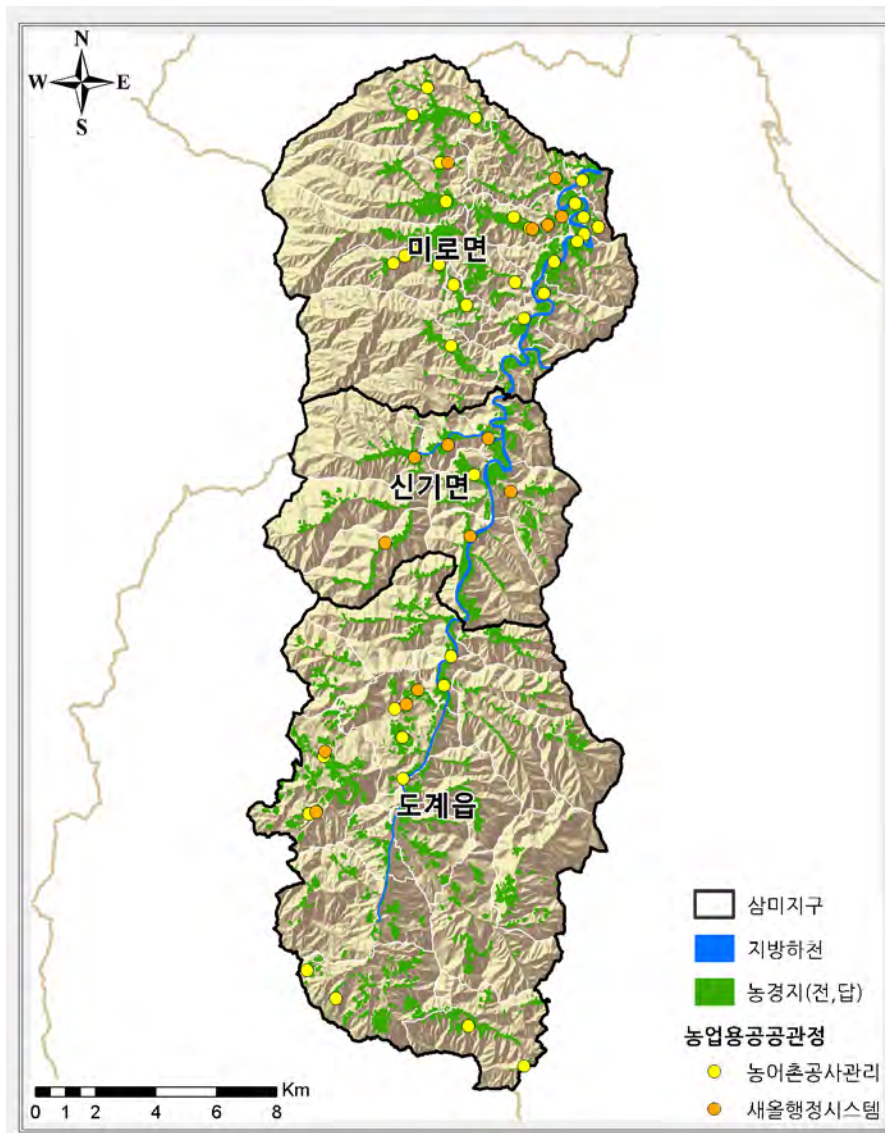 N
W E
S
미로면
신기면
도계읍
삼미지구
지방하천
농경지(전,답)
농업용공공관정
농어촌공사관리
새올행정시스템
Km
0 1 2 4 6 8